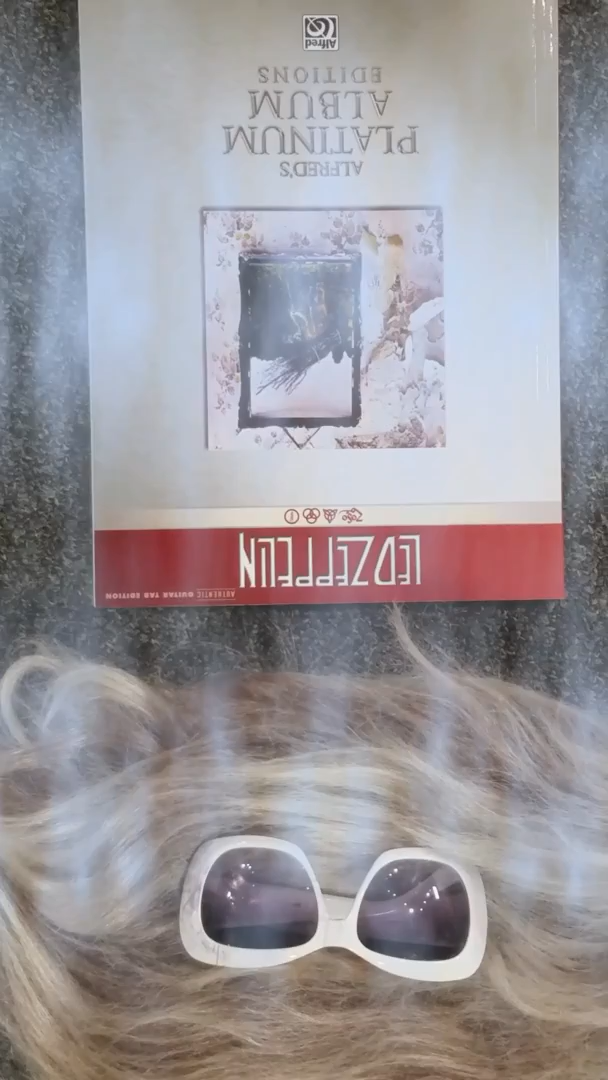 AUTHENTIC GUITAR TAB EDITION
LED ZEPPELIN
ALFRED'S
PLATINUM
ALBUM
EDITIONS
Alfred